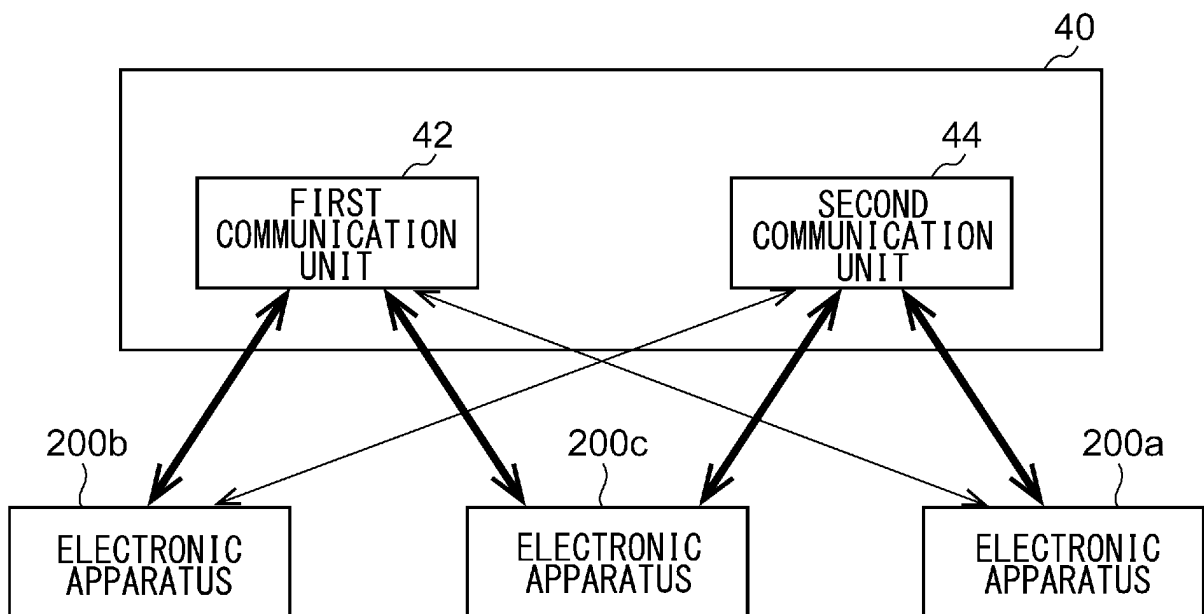 40
42
44
FIRST
COMMUNICATION
UNIT
SECOND
COMMUNICATION
UNIT
200b
200c
200a
ELECTRONIC
APPARATUS
ELECTRONIC
APPARATUS
ELECTRONIC
APPARATUS